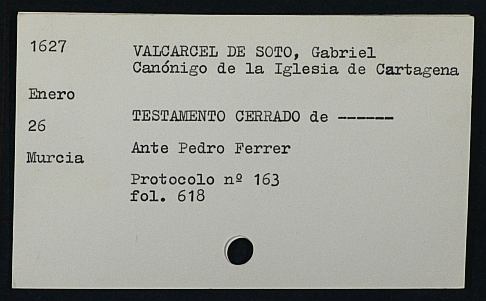 1627
VALCARCEL DE SOTO, Gabriel
Canónigo de la Iglesia de Cartagena
Enero
26
TESTAMENTO CERRADO de ------
Murcia
Ante Pedro Ferrer
Protocolo nº 163
fol. 618